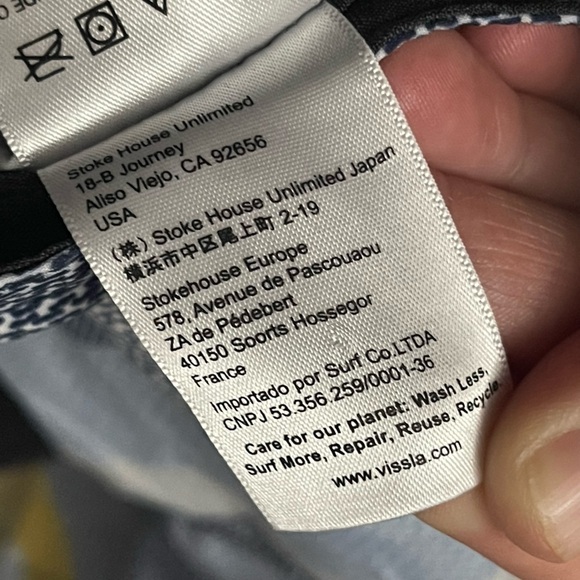 Stoke House Unlimited
18-B Journey
Aliso Viejo, CA 92656
USA
(株) Stoke House Unlimited Japan
横浜市中区尾上町 2-19
Stokehouse Europe
578, Avenue de Pascouaou
ZA de Pédebert
40150 Soorts Hossegor
France
Importado por Surf Co.LTDA
CNPJ 53.356.259/0001-36
Care for our planet: Wash Less,
Surf More, Repair, Reuse, Recycle.
www.vissla.com